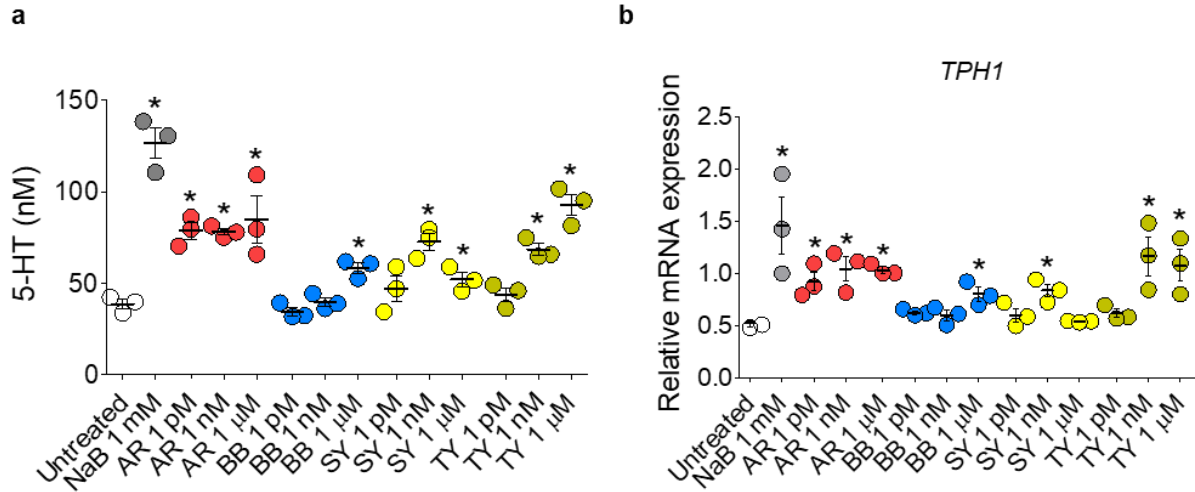 a
5-HT (nM)
150
100
50
0
* * * * * * * * *
Untreated
NaB 1 mM
AR 1 pM
AR 1 nM
AR 1 μM
BB 1 pM
BB 1 nM
BB 1 μM
SY 1 pM
SY 1 nM
SY 1 μM
TY 1 pM
TY 1 nM
TY 1 μM
b
TPH1
Relative mRNA expression
2.5
2.0
1.5
1.0
0.5
0.0
* * * * * * * *
Untreated
NaB 1 mM
AR 1 pM
AR 1 nM
AR 1 μM
BB 1 pM
BB 1 nM
BB 1 μM
SY 1 pM
SY 1 nM
SY 1 μM
TY 1 pM
TY 1 nM
TY 1 μM